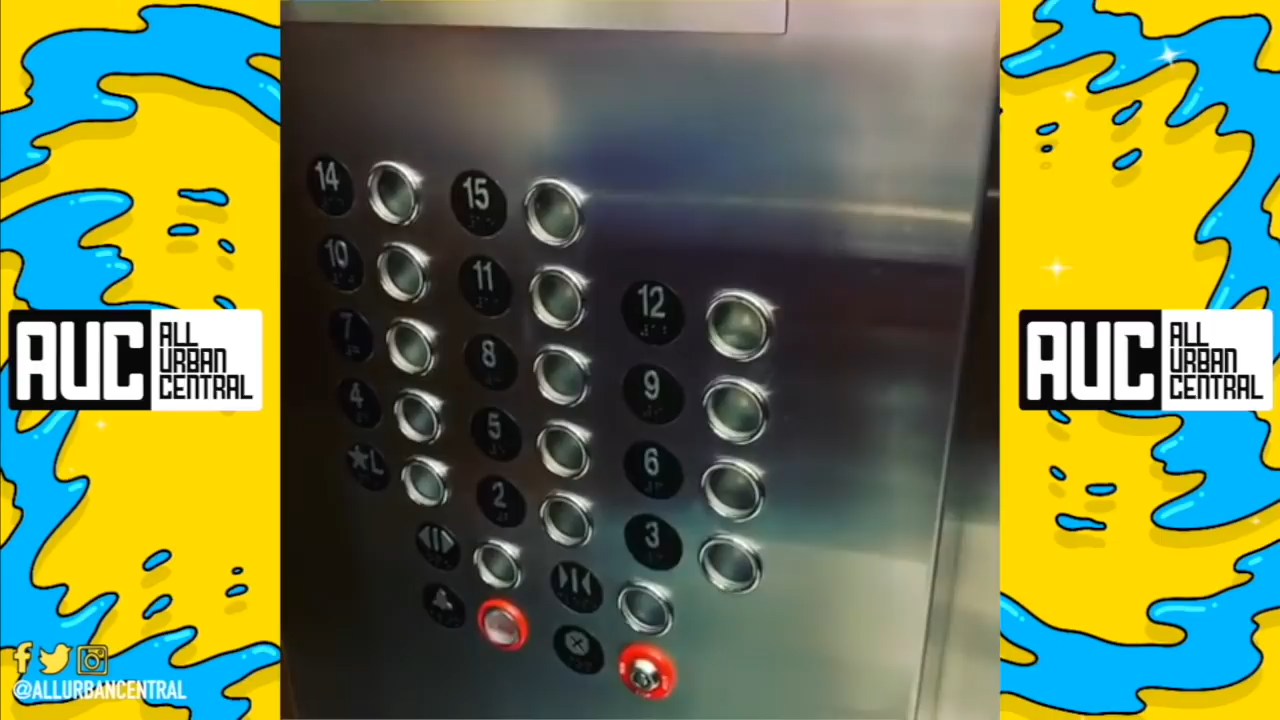 14 15
10 11 12
7 8 9
4 5 6
★L 2 3
AUC ALL
URBAN
CENTRAL
AUC ALL
URBAN
CENTRAL
@ALLURBANCENTRAL